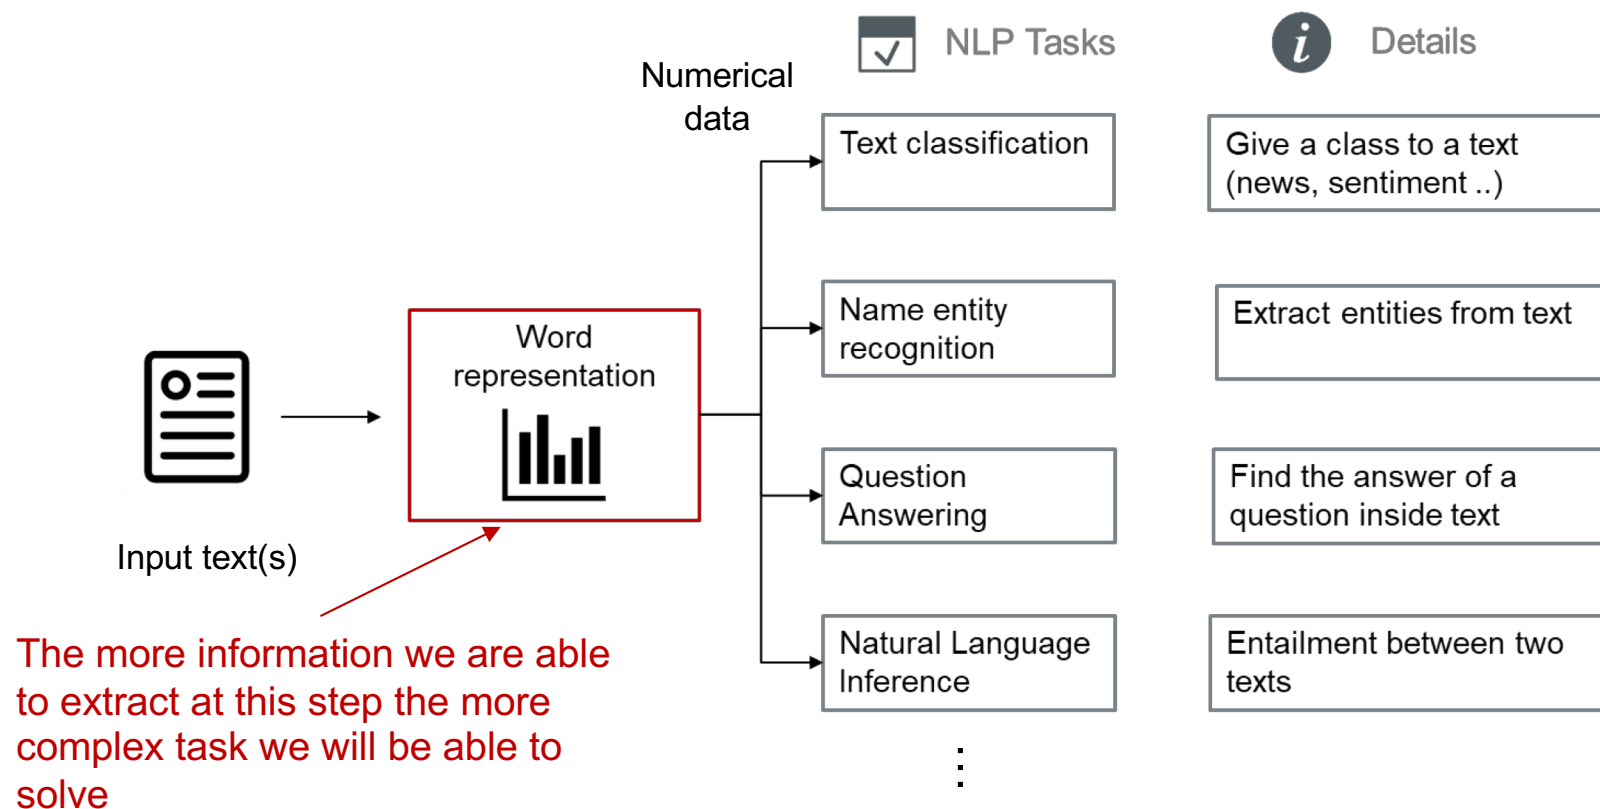 NLP Tasks
Details
Numerical
data
Text classification
Give a class to a text
(news, sentiment ..)
Name entity
recognition
Extract entities from text
Word
representation
Question
Answering
Find the answer of a
question inside text
Input text(s)
Natural Language
Inference
Entailment between two
texts
The more information we are able
to extract at this step the more
complex task we will be able to
solve